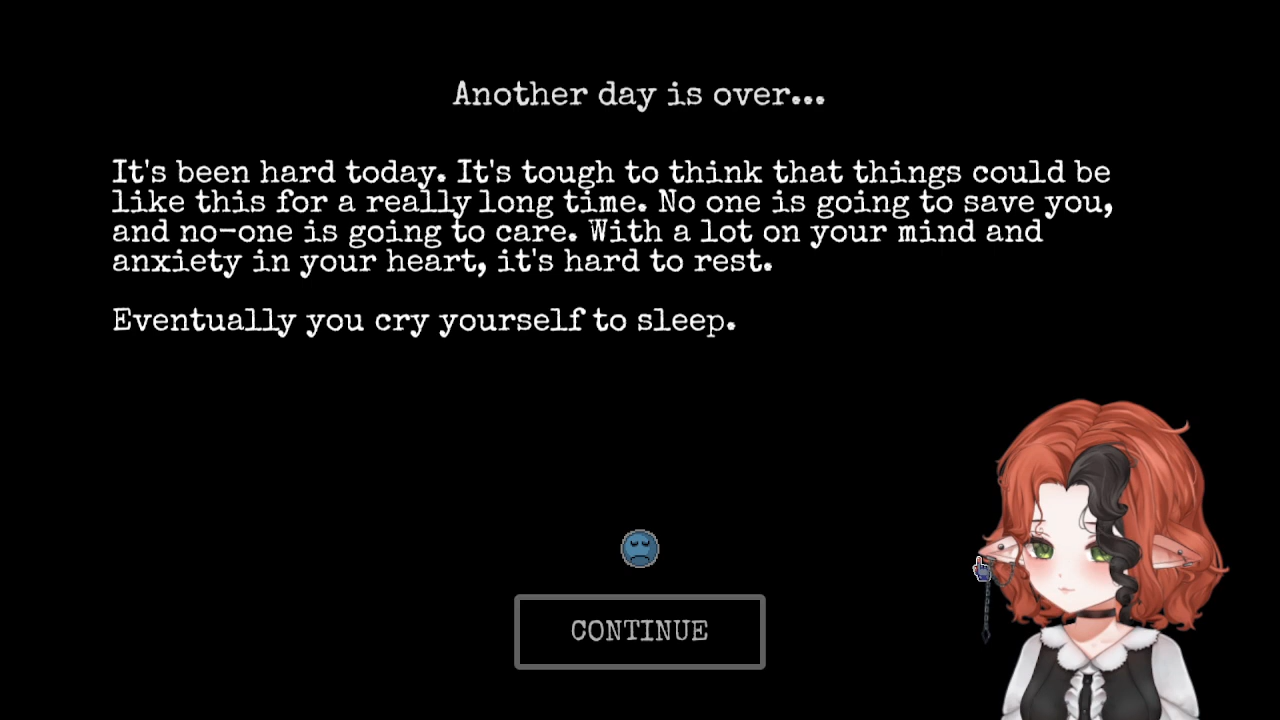 Another day is over...
It's been hard today. It's tough to think that things could be
like this for a really long time. No one is going to save you,
and no-one is going to care. With a lot on your mind and
anxiety in your heart, it's hard to rest.
Eventually you cry yourself to sleep.
CONTINUE